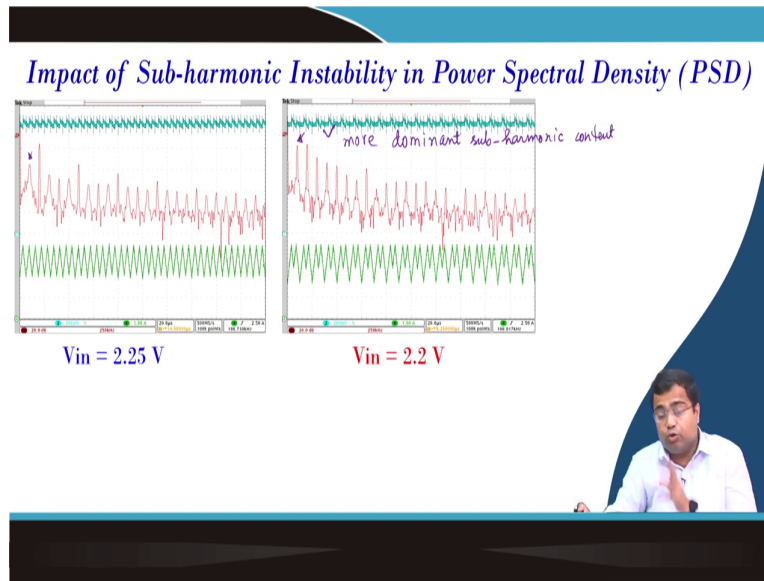 Impact of Sub-harmonic Instability in Power Spectral Density (PSD)
more dominant sub-harmonic content
Vin = 2.25 V
Vin = 2.2 V